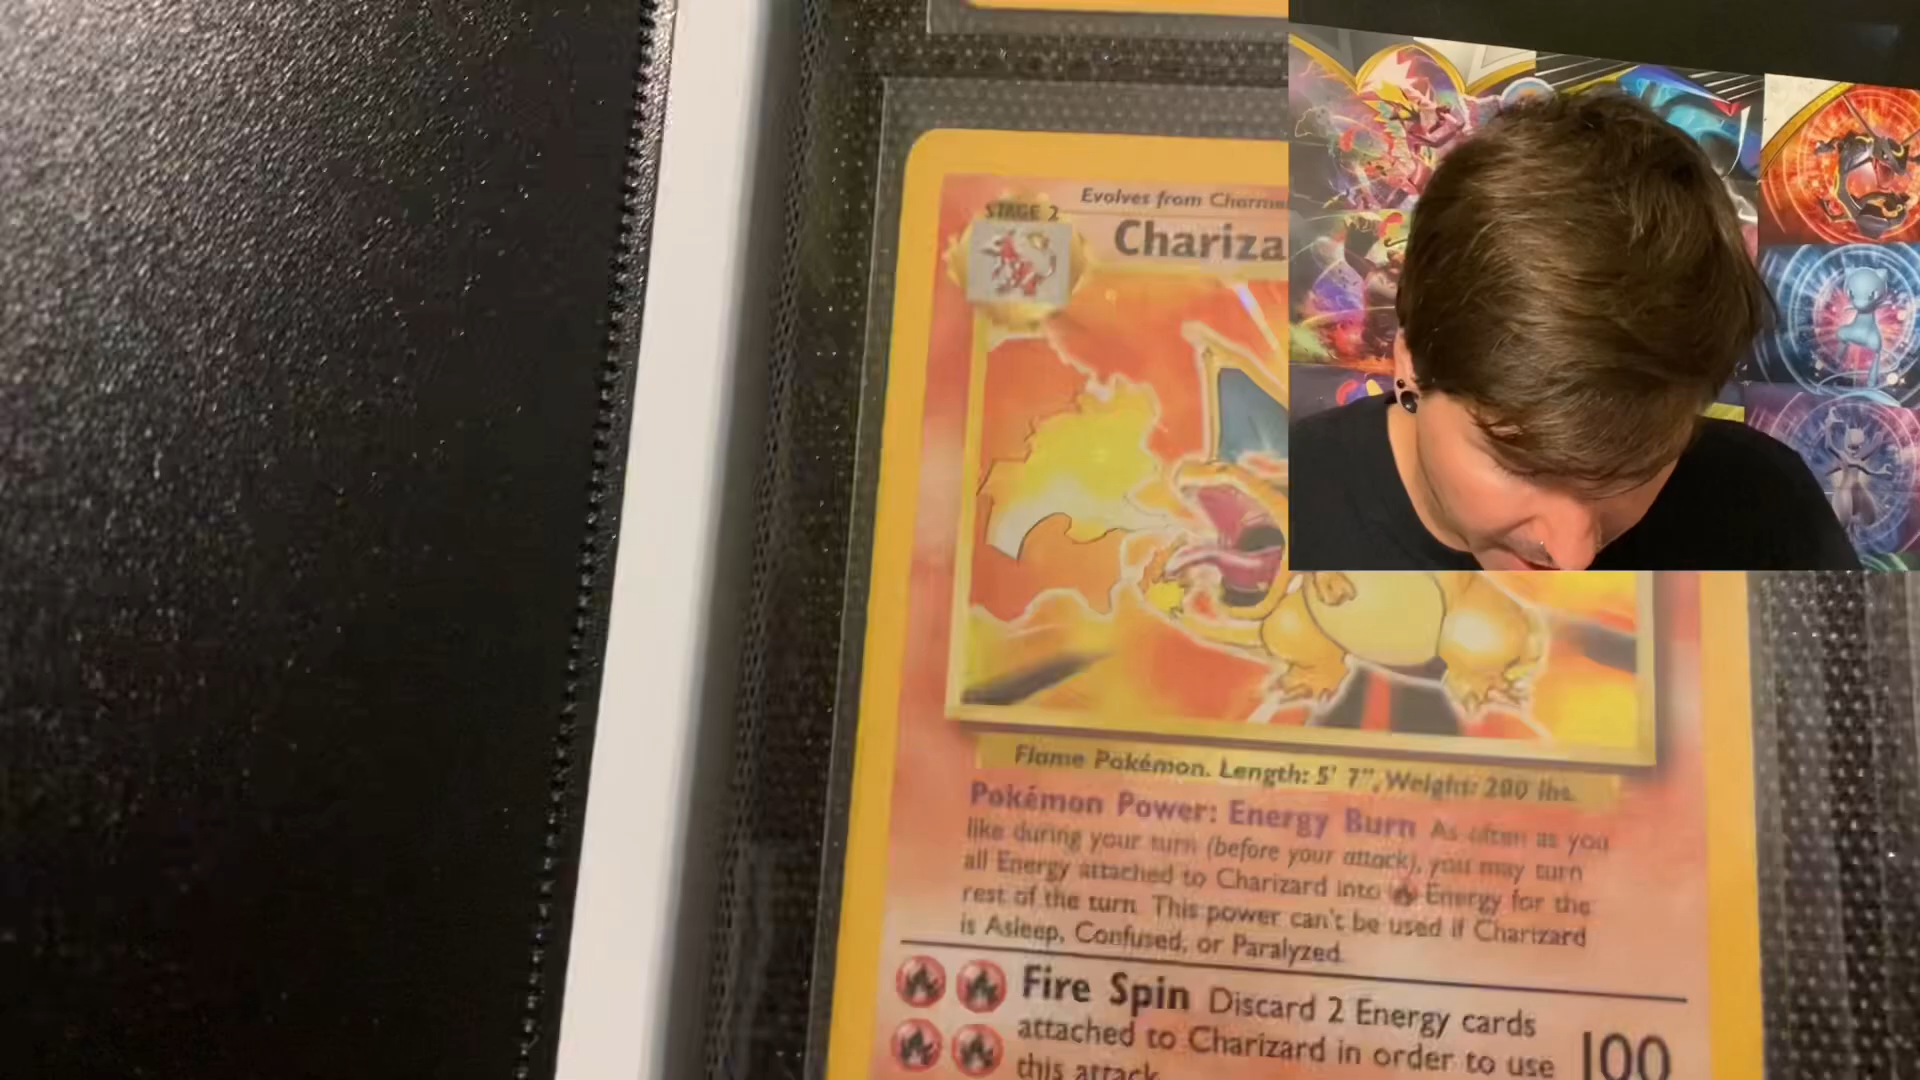 Evolves from Charme
STAGE 2
Chariza
Flame Pokémon. Length: 5' 7", Weight: 200 lbs.
Pokémon Power: Energy Burn As often as you
like during your turn (before your attack), you may turn
all Energy attached to Charizard into Energy for the
rest of the turn. This power can't be used if Charizard
is Asleep, Confused, or Paralyzed.
Fire Spin Discard 2 Energy cards
attached to Charizard in order to use
this attack.
100